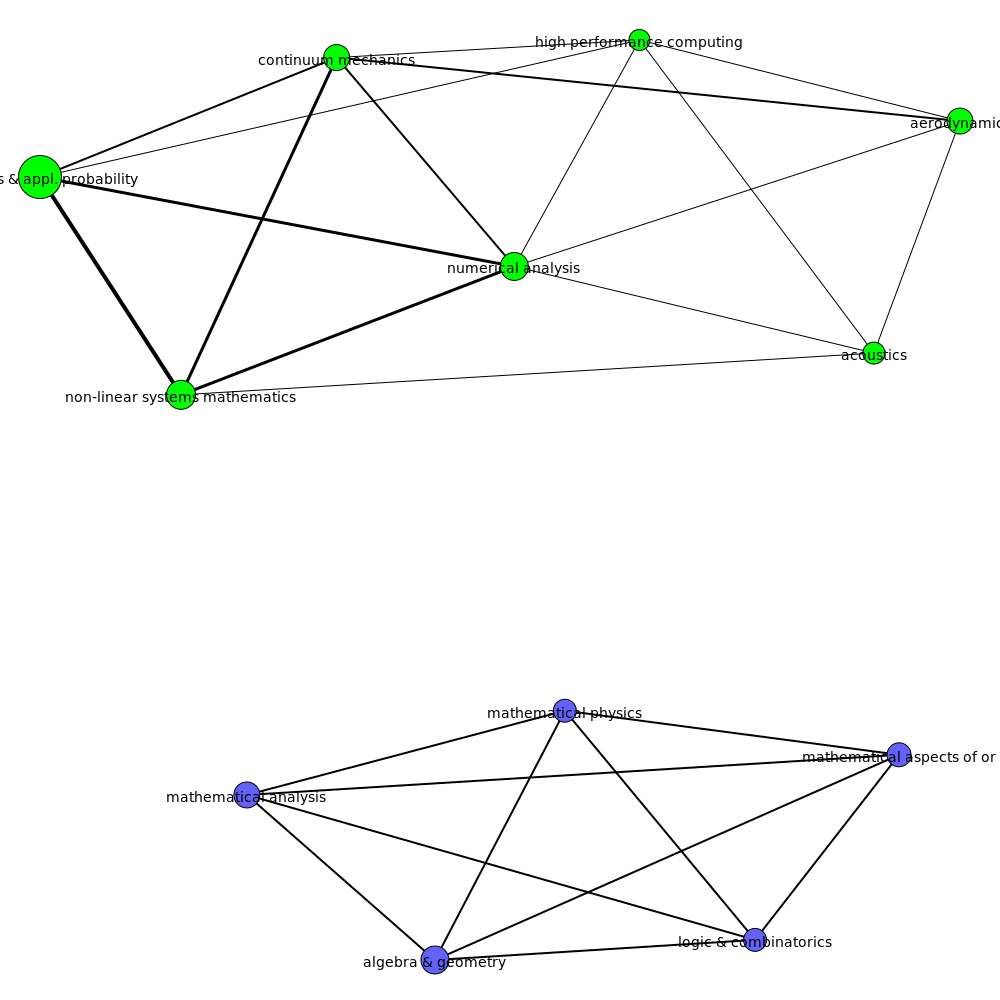 high performance computing
continuum mechanics
aerodynamic
s & appl. probability
numerical analysis
acoustics
non-linear systems mathematics
mathematical physics
mathematical aspects of or
mathematical analysis
logic & combinatorics
algebra & geometry